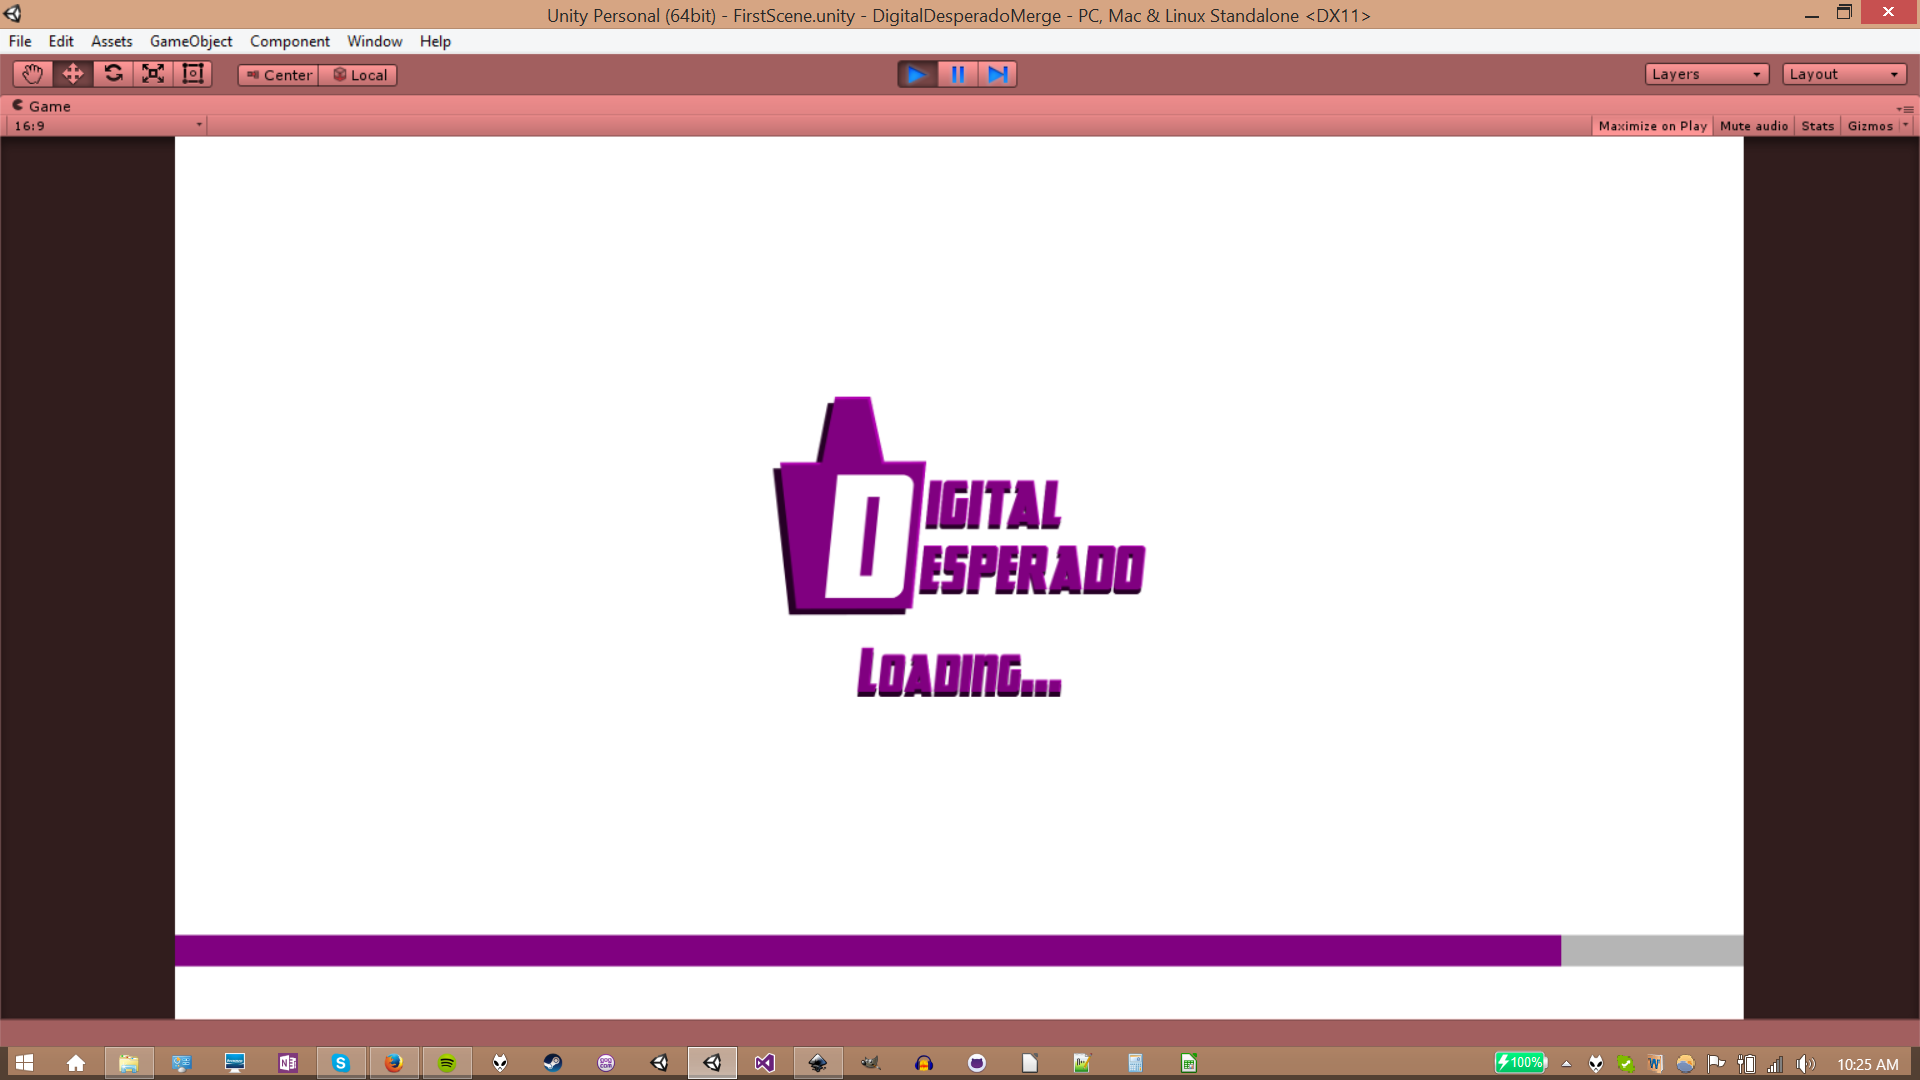 Unity Personal (64bit) - FirstScene.unity - DigitalDesperadoMerge - PC, Mac & Linux Standalone <DX11>
File Edit Assets GameObject Component Window Help
Center Local Layers Layout
Game
16:9 Maximize on Play Mute audio Stats Gizmos
DIGITAL
DESPERADO
LOADING...
100% 10:25 AM